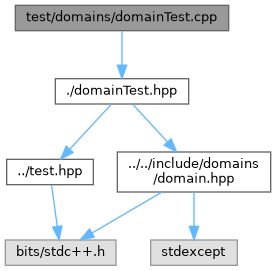 test/domains/domainTest.cpp
./domainTest.hpp
../test.hpp
../../include/domains
/domain.hpp
bits/stdc++.h
stdexcept